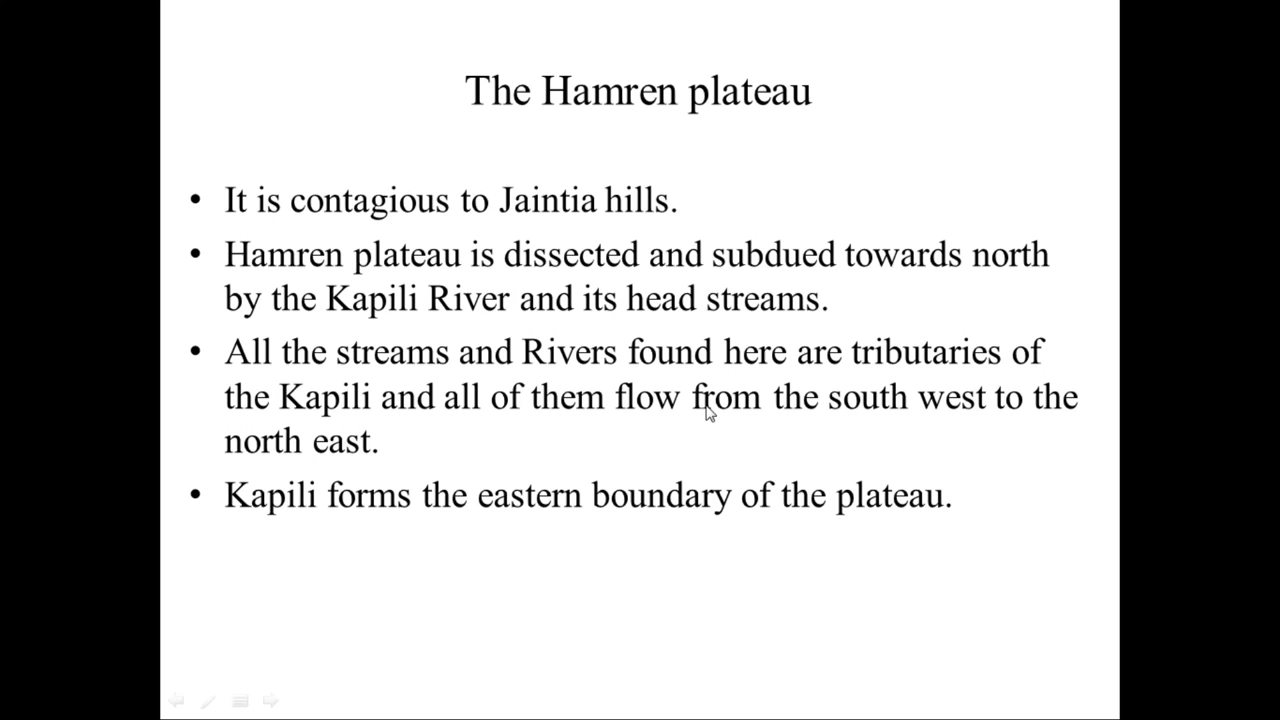 The Hamren plateau
• It is contagious to Jaintia hills.
• Hamren plateau is dissected and subdued towards north
by the Kapili River and its head streams.
• All the streams and Rivers found here are tributaries of
the Kapili and all of them flow from the south west to the
north east.
• Kapili forms the eastern boundary of the plateau.